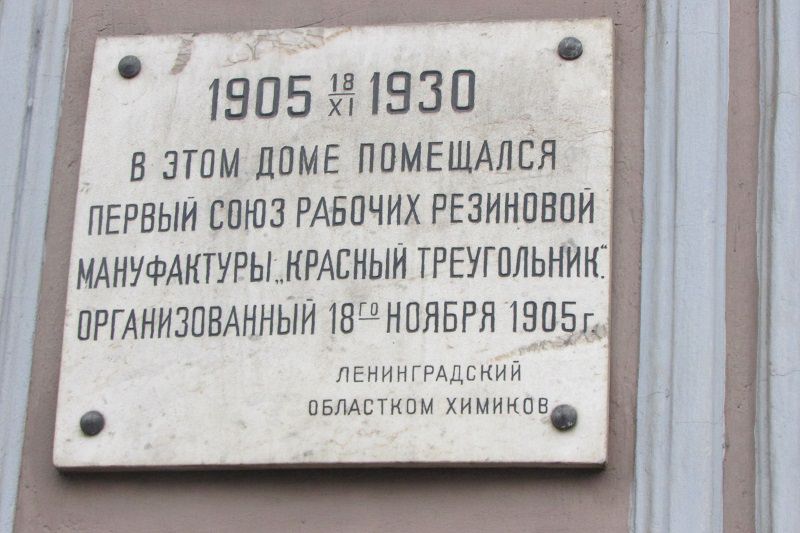 1905 18/XI 1930
В ЭТОМ ДОМЕ ПОМЕЩАЛСЯ
ПЕРВЫЙ СОЮЗ РАБОЧИХ РЕЗИНОВОЙ
МАНУФАКТУРЫ „КРАСНЫЙ ТРЕУГОЛЬНИК“.
ОРГАНИЗОВАННЫЙ 18го НОЯБРЯ 1905 г.
ЛЕНИНГРАДСКИЙ
ОБЛАСТКОМ ХИМИКОВ